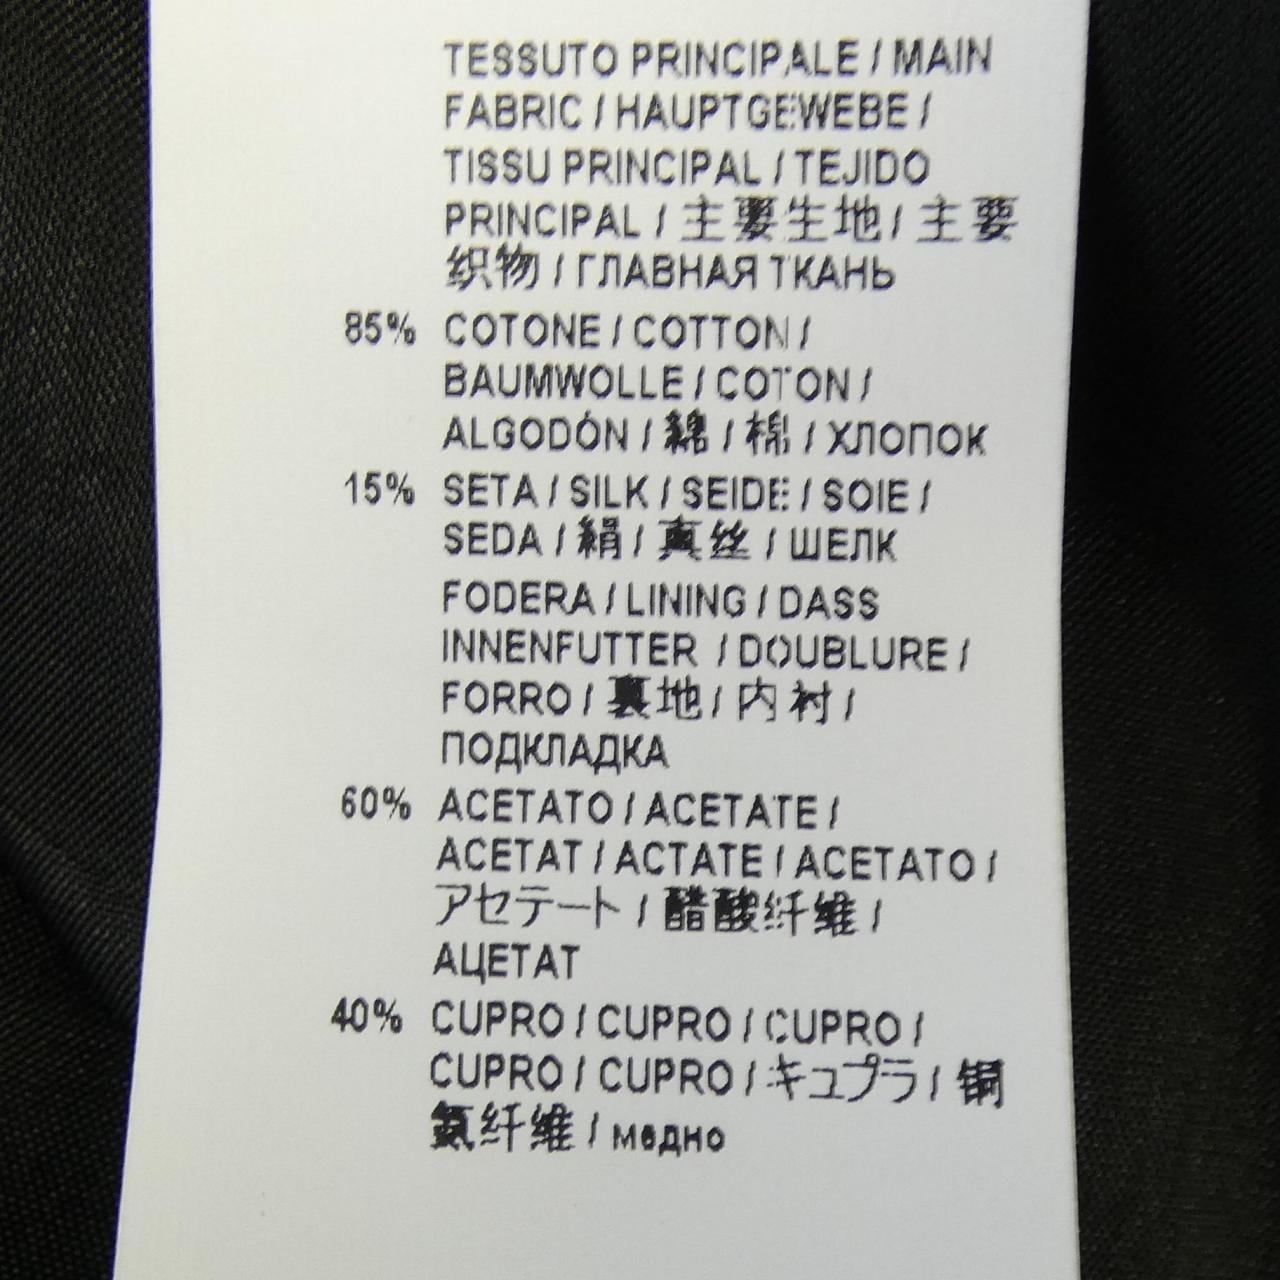 TESSUTO PRINCIPALE / MAIN
FABRIC / HAUPTGEWEBE /
TISSU PRINCIPAL / TEJIDO
PRINCIPAL / 主要生地 / 主要
织物 / ГЛАВНАЯ ТКАНЬ
85% COTONE / COTTON /
BAUMWOLLE / COTON /
ALGODÓN / 綿 / 棉 / ХЛОПОК
15% SETA / SILK / SEIDE / SOIE /
SEDA / 絹 / 真丝 / ШЕЛК
FODERA / LINING / DASS
INNENFUTTER / DOUBLURE /
FORRO / 裏地 / 内衬 /
ПОДКЛАДКА
60% ACETATO / ACETATE /
ACETAT / ACTATE / ACETATO /
アセテート / 醋酸纤维 /
АЦЕТАТ
40% CUPRO / CUPRO / CUPRO /
CUPRO / CUPRO / キュプラ / 铜
氨纤维 / медно